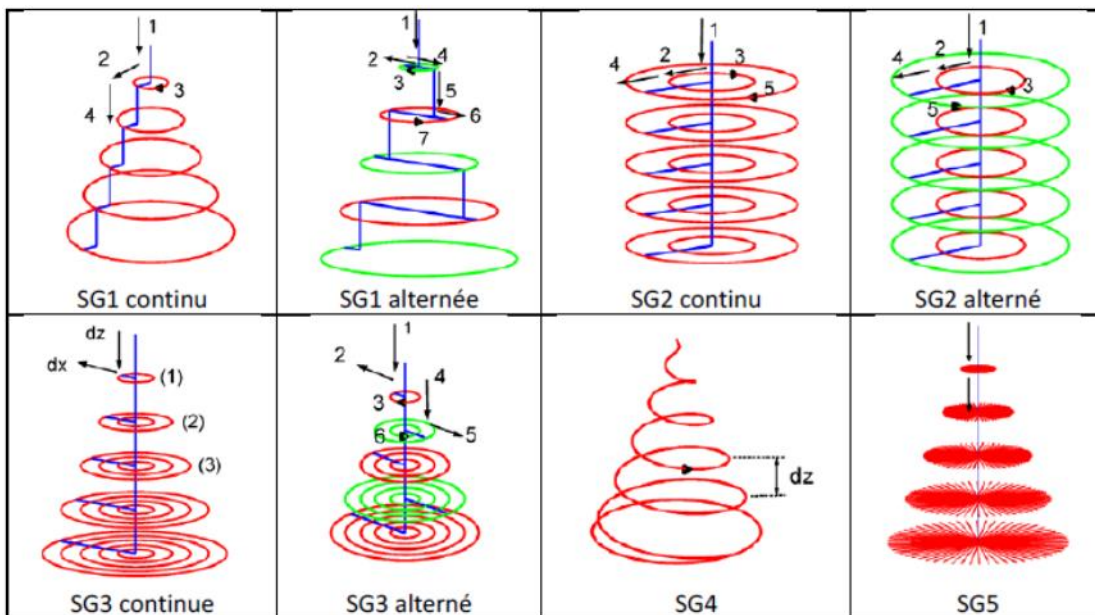 1
2
3
4
SG1 continu
1
2
4
3
5
6
7
SG1 alternée
1
4
2
3
5
SG2 continu
1
4
2
3
5
SG2 alterné
dz
dx
(1)
(2)
(3)
SG3 continue
1
2
4
3
6
5
SG3 alterné
dz
SG4
SG5